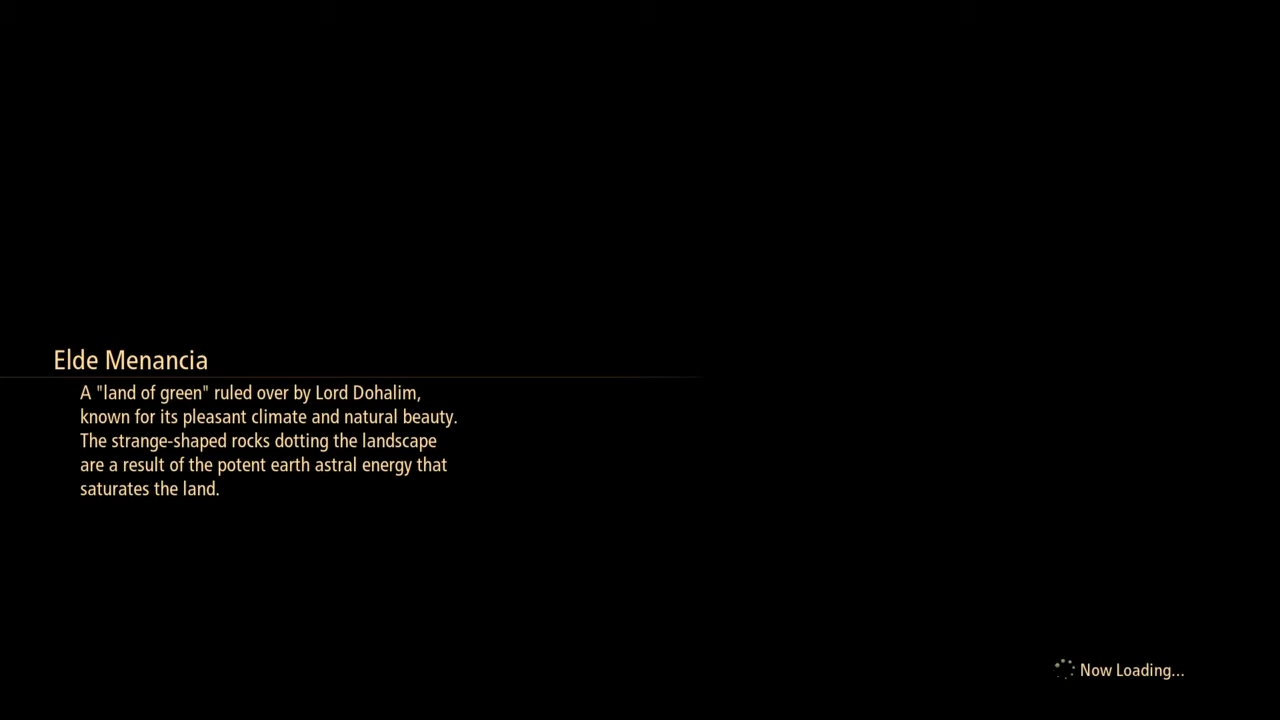 Elde Menancia
A "land of green" ruled over by Lord Dohalim,
known for its pleasant climate and natural beauty.
The strange-shaped rocks dotting the landscape
are a result of the potent earth astral energy that
saturates the land.
Now Loading...